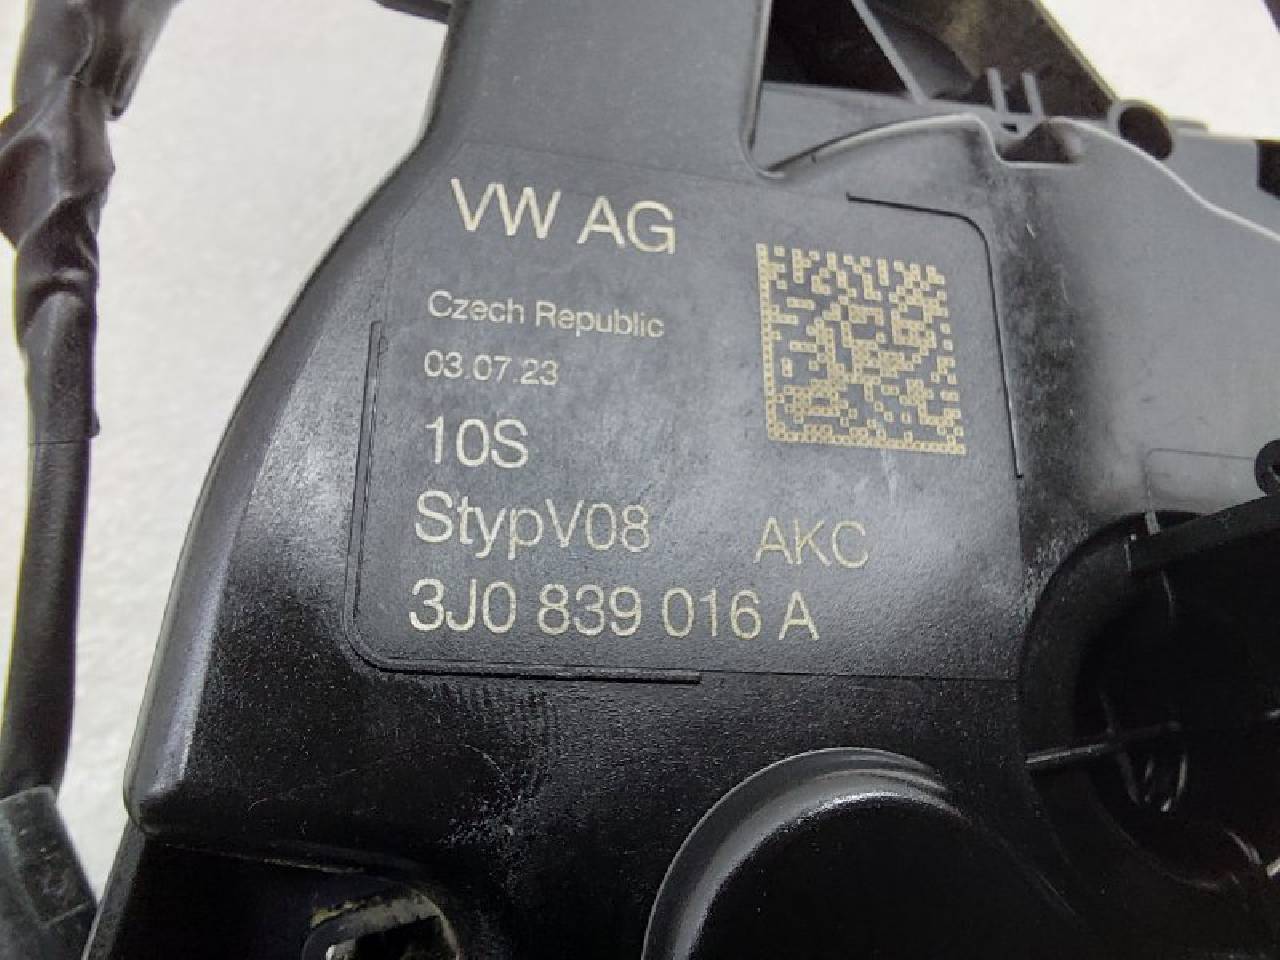 VW AG
Czech Republic
03.07.23
10S
StypV08 AKC
3J0 839 016 A